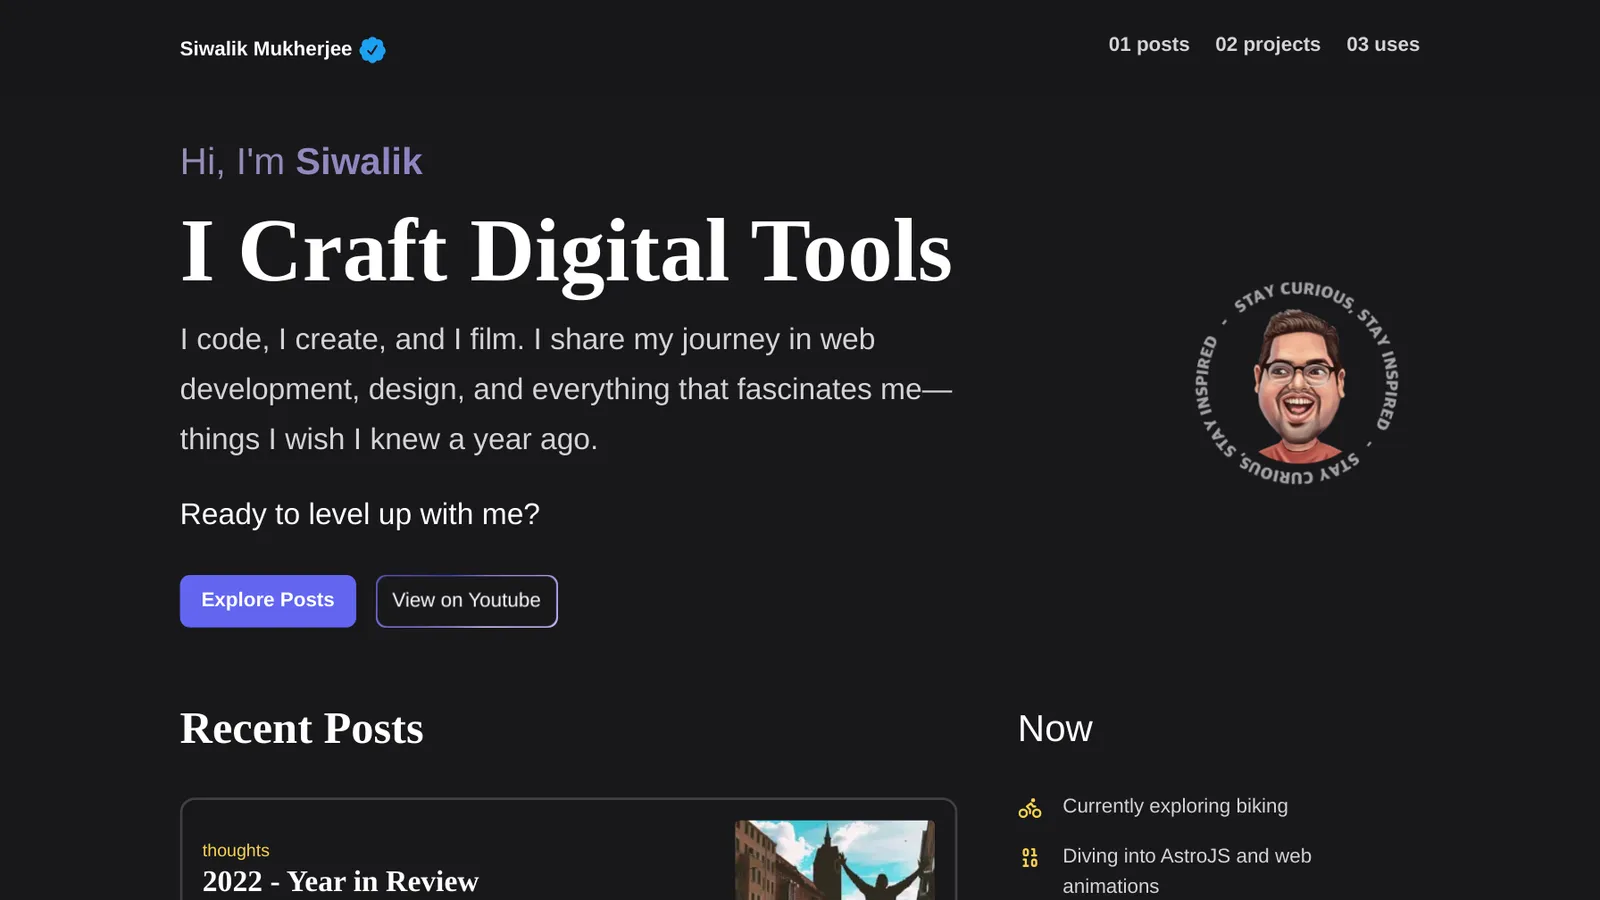 Siwalik Mukherjee
01 posts 02 projects 03 uses
Hi, I'm Siwalik
I Craft Digital Tools
I code, I create, and I film. I share my journey in web
development, design, and everything that fascinates me—
things I wish I knew a year ago.
Ready to level up with me?
Explore Posts
View on Youtube
STAY CURIOUS, STAY INSPIRED - STAY CURIOUS, STAY INSPIRED -
Recent Posts
thoughts
2022 - Year in Review
Now
Currently exploring biking
01
10
Diving into AstroJS and web
animations